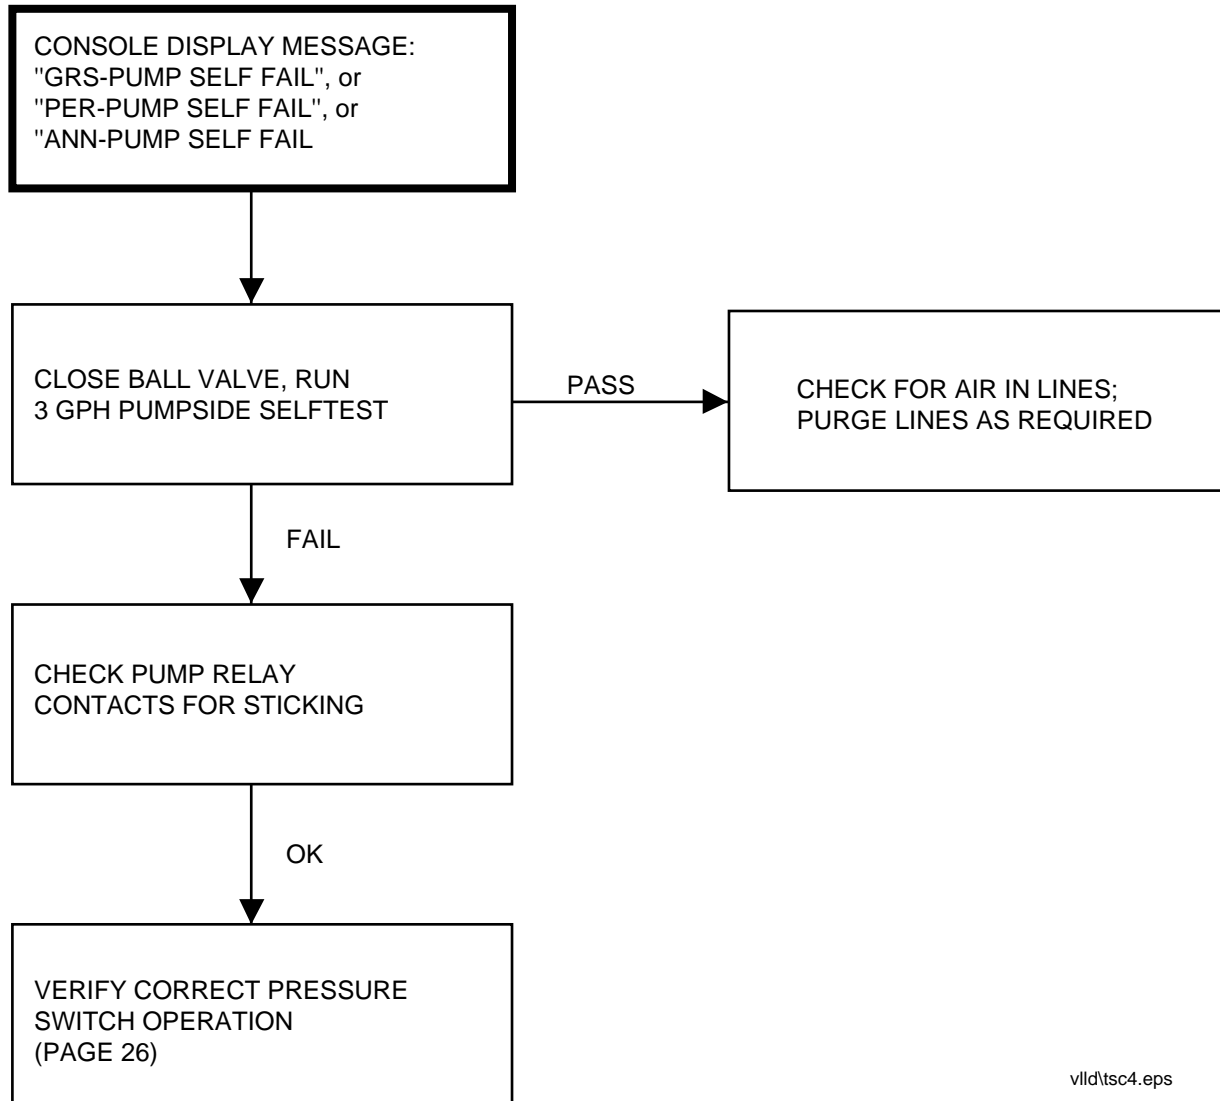 CONSOLE DISPLAY MESSAGE:
"GRS-PUMP SELF FAIL", or
"PER-PUMP SELF FAIL", or
"ANN-PUMP SELF FAIL
CLOSE BALL VALVE, RUN
3 GPH PUMPSIDE SELFTEST
PASS
CHECK FOR AIR IN LINES;
PURGE LINES AS REQUIRED
FAIL
CHECK PUMP RELAY
CONTACTS FOR STICKING
OK
VERIFY CORRECT PRESSURE
SWITCH OPERATION
(PAGE 26)
vlld\tsc4.eps